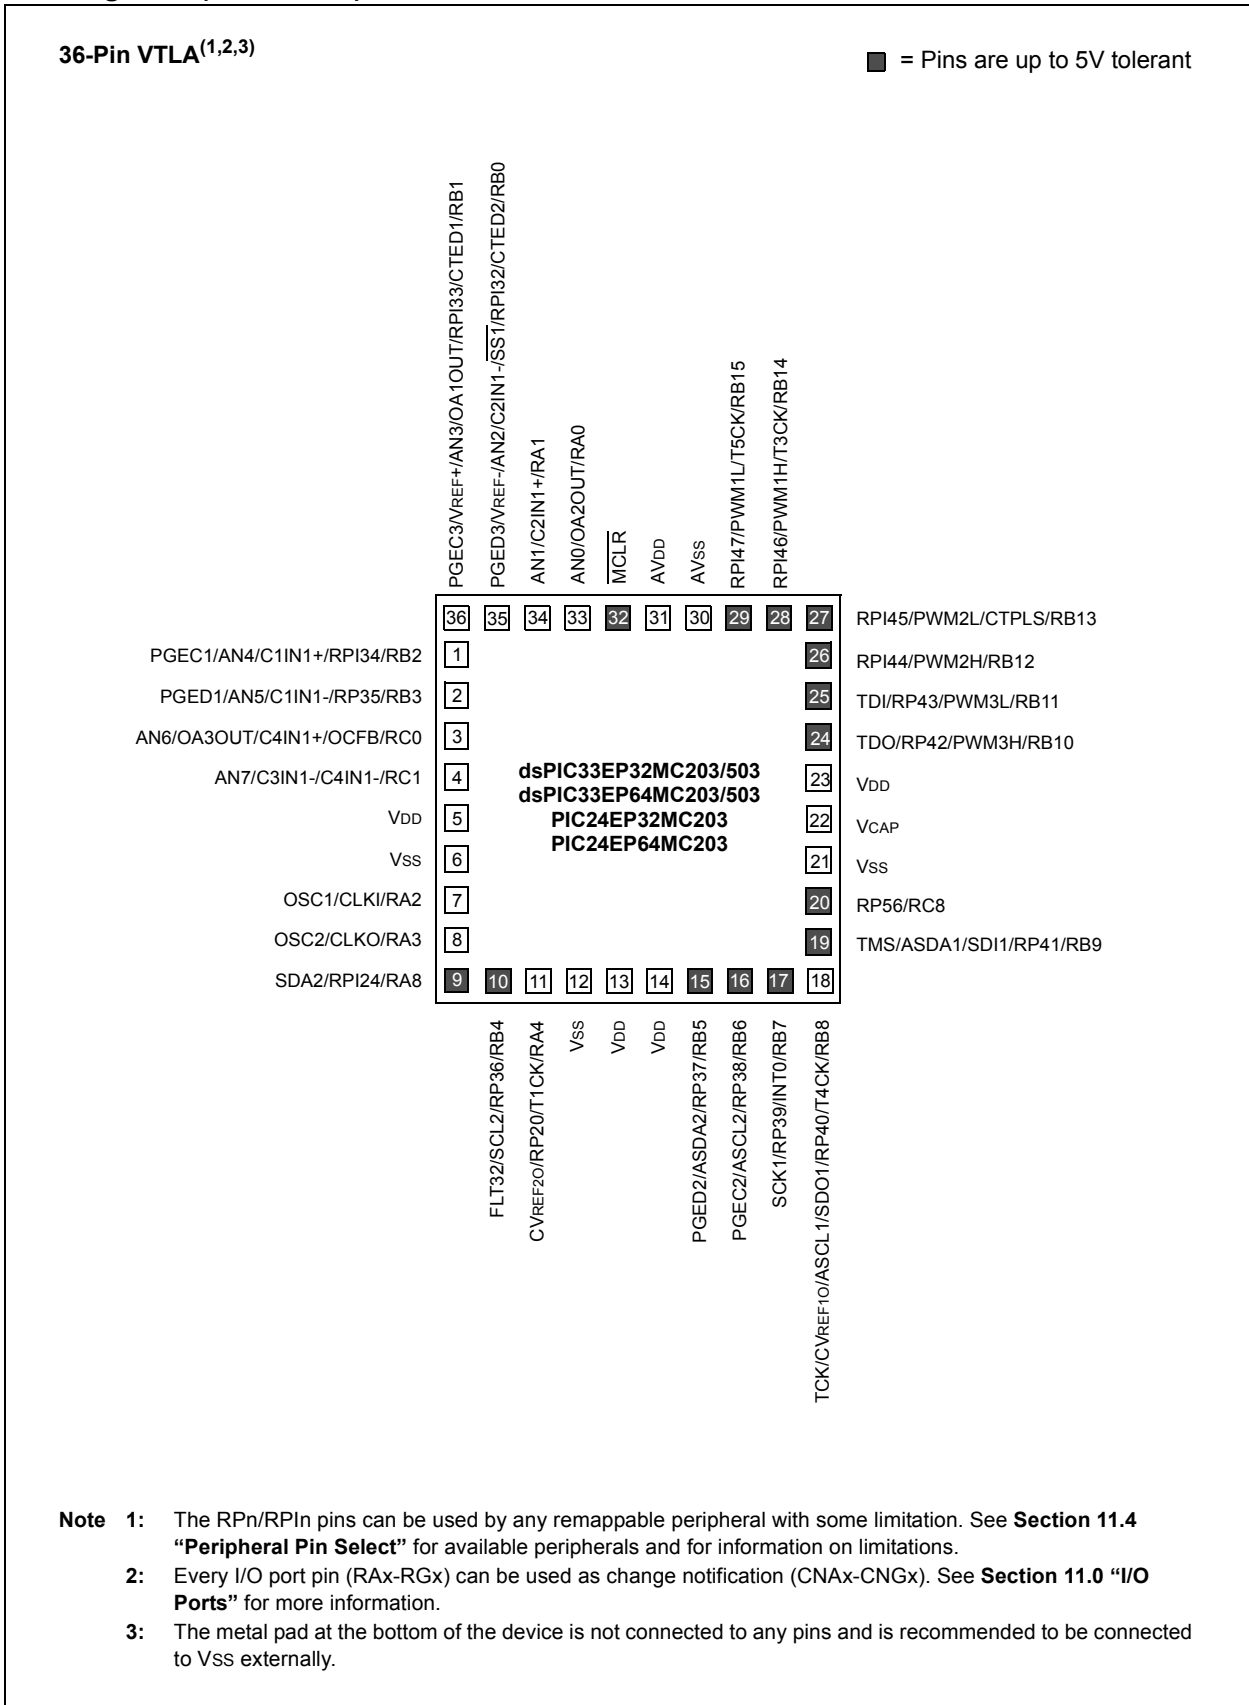 36-Pin VTLA(1,2,3)
= Pins are up to 5V tolerant
PGEC3/VREF+/AN3/OA1OUT/RPI33/CTED1/RB1
PGED3/VREF-/AN2/C2IN1-/SS1/RPI32/CTED2/RB0
AN1/C2IN1+/RA1
AN0/OA2OUT/RA0
MCLR
AVDD
AVSS
RPI47/PWM1L/T5CK/RB15
RPI46/PWM1H/T3CK/RB14
36 35 34 33 32 31 30 29 28 27
RPI45/PWM2L/CTPLS/RB13
PGEC1/AN4/C1IN1+/RPI34/RB2 1
26 RPI44/PWM2H/RB12
PGED1/AN5/C1IN1-/RP35/RB3 2
25 TDI/RP43/PWM3L/RB11
AN6/OA3OUT/C4IN1+/OCFB/RC0 3
24 TDO/RP42/PWM3H/RB10
AN7/C3IN1-/C4IN1-/RC1 4
dsPIC33EP32MC203/503
dsPIC33EP64MC203/503
PIC24EP32MC203
PIC24EP64MC203
23 VDD
VDD 5
22 VCAP
VSS 6
21 VSS
OSC1/CLKI/RA2 7
20 RP56/RC8
OSC2/CLKO/RA3 8
19 TMS/ASDA1/SDI1/RP41/RB9
SDA2/RPI24/RA8
9 10 11 12 13 14 15 16 17 18
FLT32/SCL2/RP36/RB4
CVREF2O/RP20/T1CK/RA4
VSS
VDD
VDD
PGED2/ASDA2/RP37/RB5
PGEC2/ASCL2/RP38/RB6
SCK1/RP39/INT0/RB7
TCK/CVREF1O/ASCL1/SDO1/RP40/T4CK/RB8
Note 1: The RPn/RPIn pins can be used by any remappable peripheral with some limitation. See Section 11.4
“Peripheral Pin Select” for available peripherals and for information on limitations.
2: Every I/O port pin (RAx-RGx) can be used as change notification (CNAx-CNGx). See Section 11.0 “I/O
Ports” for more information.
3: The metal pad at the bottom of the device is not connected to any pins and is recommended to be connected
to VSS externally.